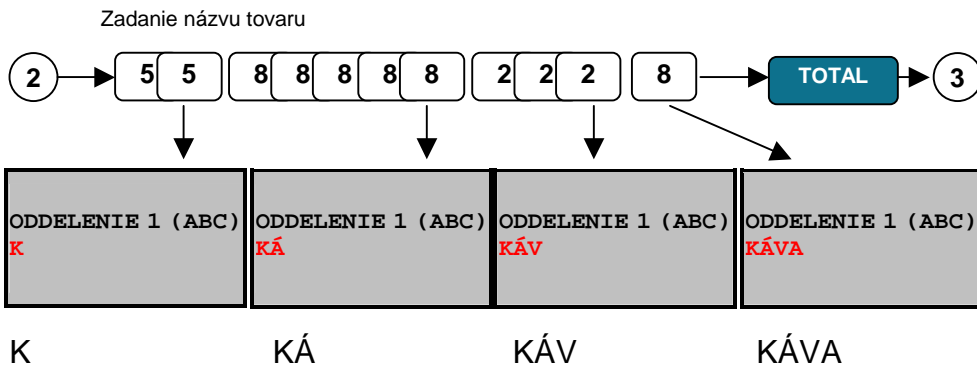 Zadanie názvu tovaru
2 5 5 8 8 8 8 8 2 2 2 8 TOTAL 3
ODDELENIE 1 (ABC) ODDELENIE 1 (ABC) ODDELENIE 1 (ABC) ODDELENIE 1 (ABC)
K KÁ KÁV KÁVA
K KÁ KÁV KÁVA